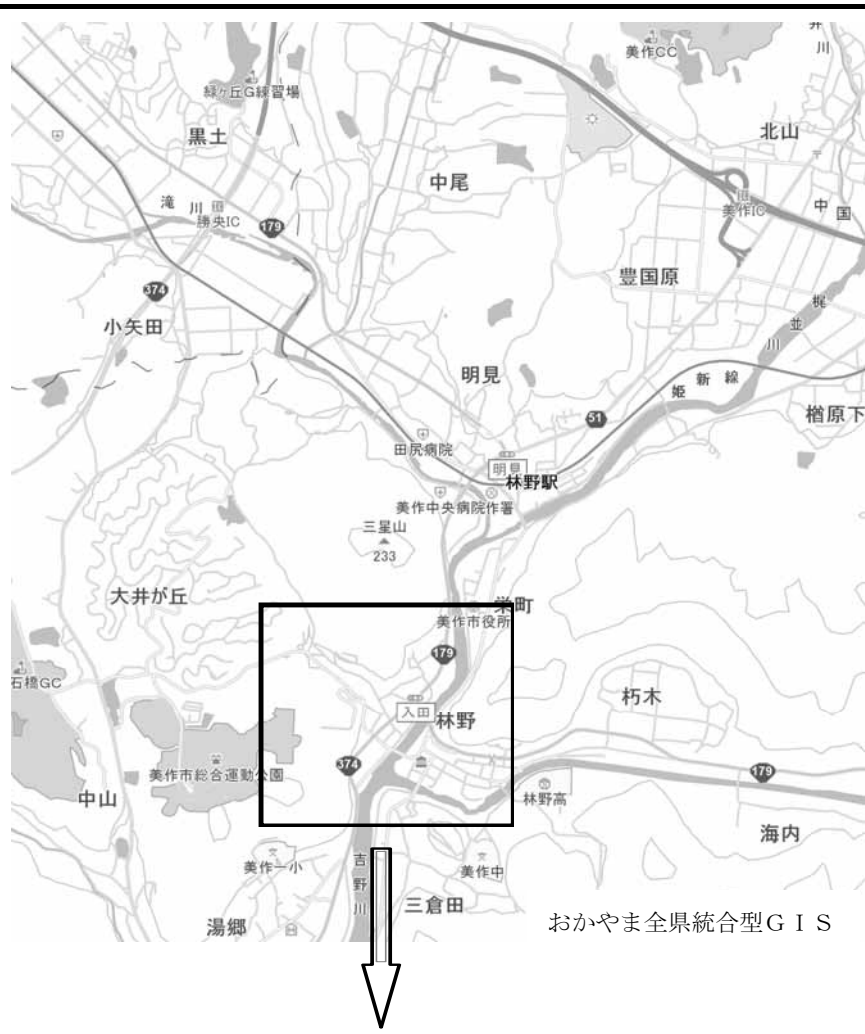 井川
美作CC
緑ヶ丘G練習場
黒土
北山
中尾
滝川
勝央IC
179
美作IC
中国
374
豊国原
小矢田
梶並川
明見
姫新線
51
楢原下
田尻病院
明見
林野駅
美作中央病院作署
三星山
233
大井が丘
栄町
美作市役所
179
石橋GC
朽木
入田
林野
374
美作市総合運動公園
179
中山
林野高
海内
美作一小
吉野川
美作中
三倉田
湯郷
おかやま全県統合型GIS